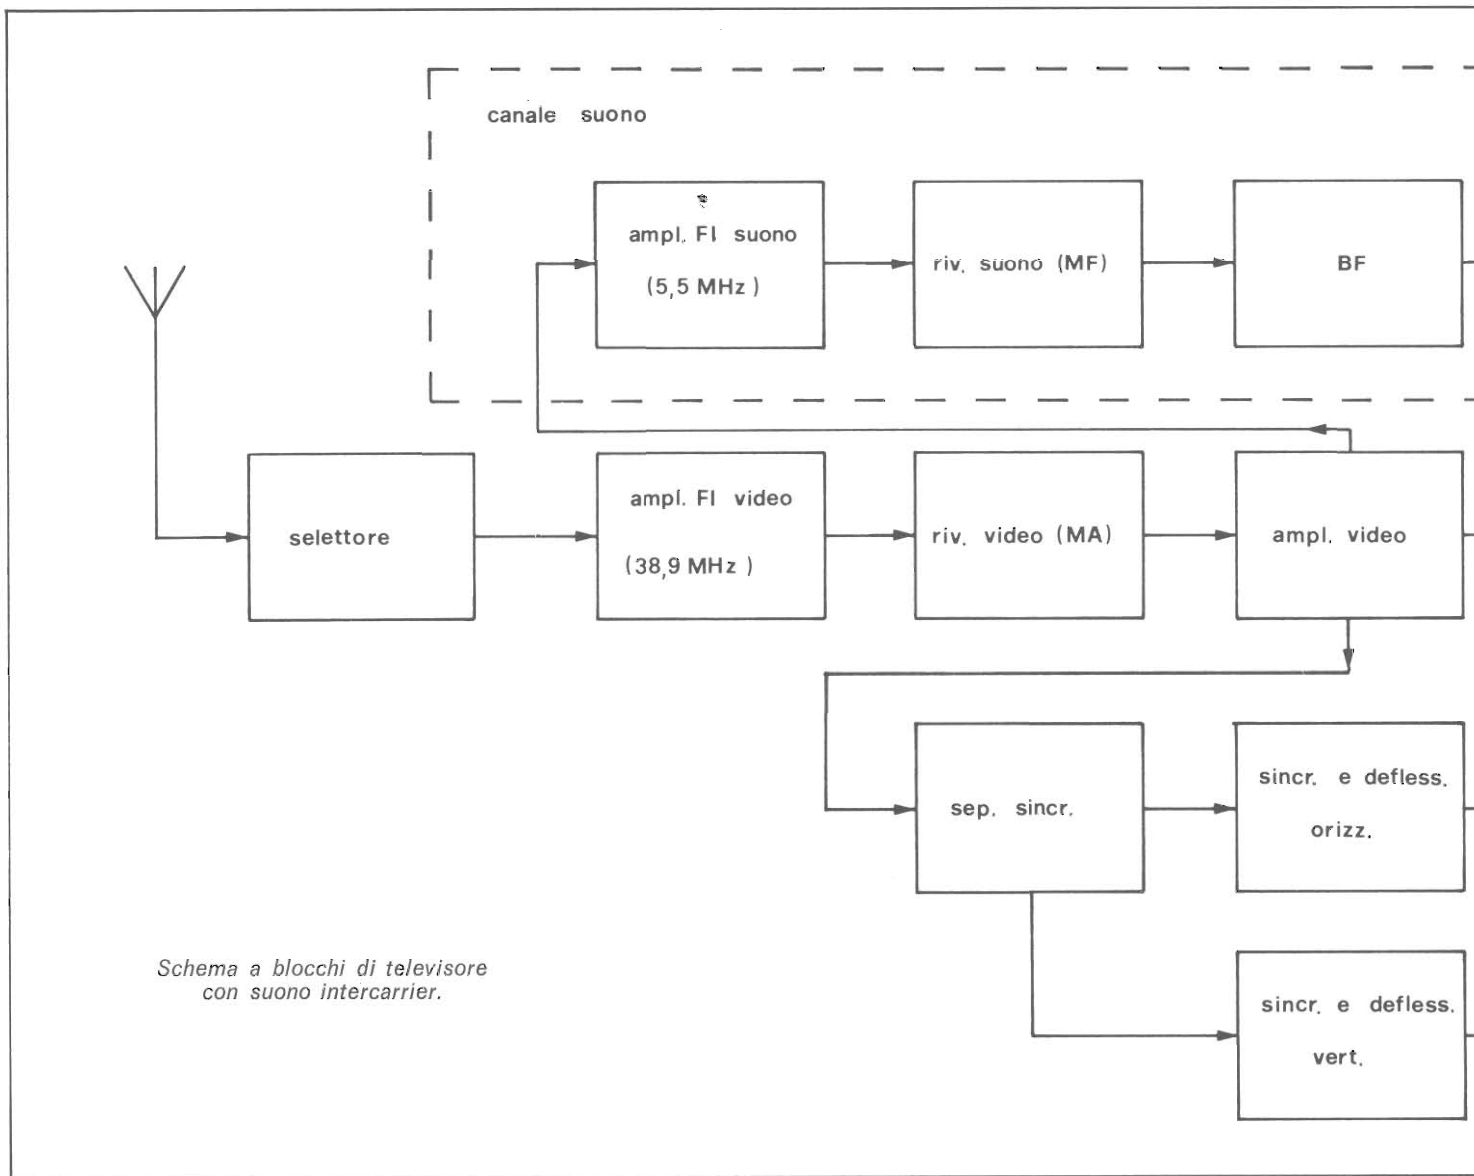 canale suono
ampl. FI suono
(5,5 MHz)
riv. suono (MF)
BF
selettore
ampl. FI video
(38,9 MHz)
riv. video (MA)
ampl. video
sep. sincr.
sincr. e defless.
orizz.
sincr. e defless.
vert.
Schema a blocchi di televisore
con suono intercarrier.